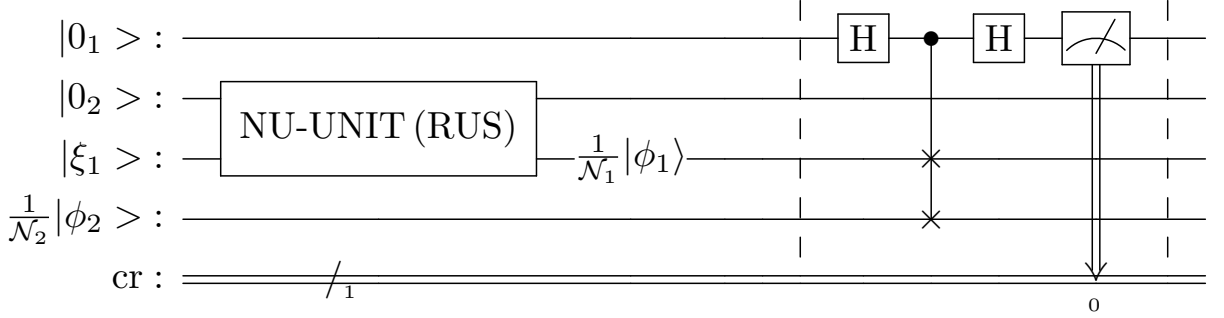 |0₁ > : H H
|0₂ > :
NU-UNIT (RUS)
|ξ₁ > : 1/𝒩₁ |ϕ₁⟩
1/𝒩₂ |ϕ₂ > :
cr : 1
0